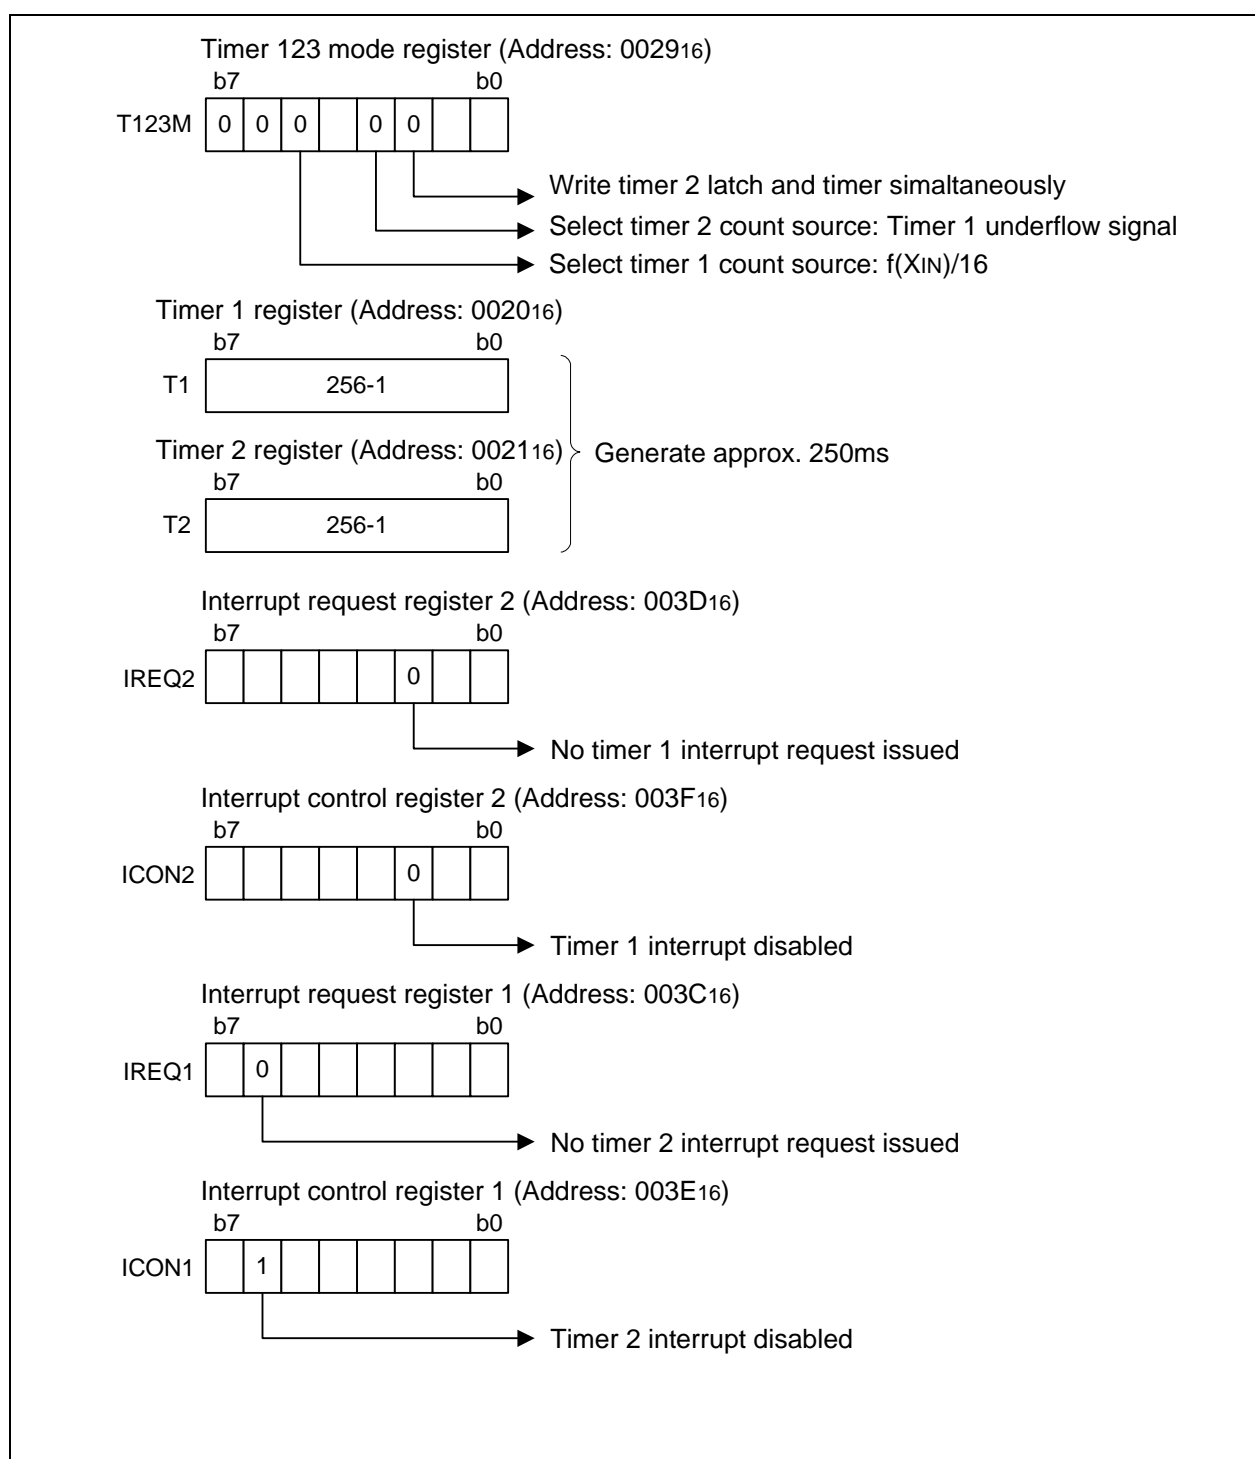 Timer 123 mode register (Address: 002916)
b7 b0
T123M 0 0 0 0 0
Write timer 2 latch and timer simaltaneously
Select timer 2 count source: Timer 1 underflow signal
Select timer 1 count source: f(XIN)/16
Timer 1 register (Address: 002016)
b7 b0
T1 256-1
Timer 2 register (Address: 002116)
Generate approx. 250ms
b7 b0
T2 256-1
Interrupt request register 2 (Address: 003D16)
b7 b0
IREQ2 0
No timer 1 interrupt request issued
Interrupt control register 2 (Address: 003F16)
b7 b0
ICON2 0
Timer 1 interrupt disabled
Interrupt request register 1 (Address: 003C16)
b7 b0
IREQ1 0
No timer 2 interrupt request issued
Interrupt control register 1 (Address: 003E16)
b7 b0
ICON1 1
Timer 2 interrupt disabled